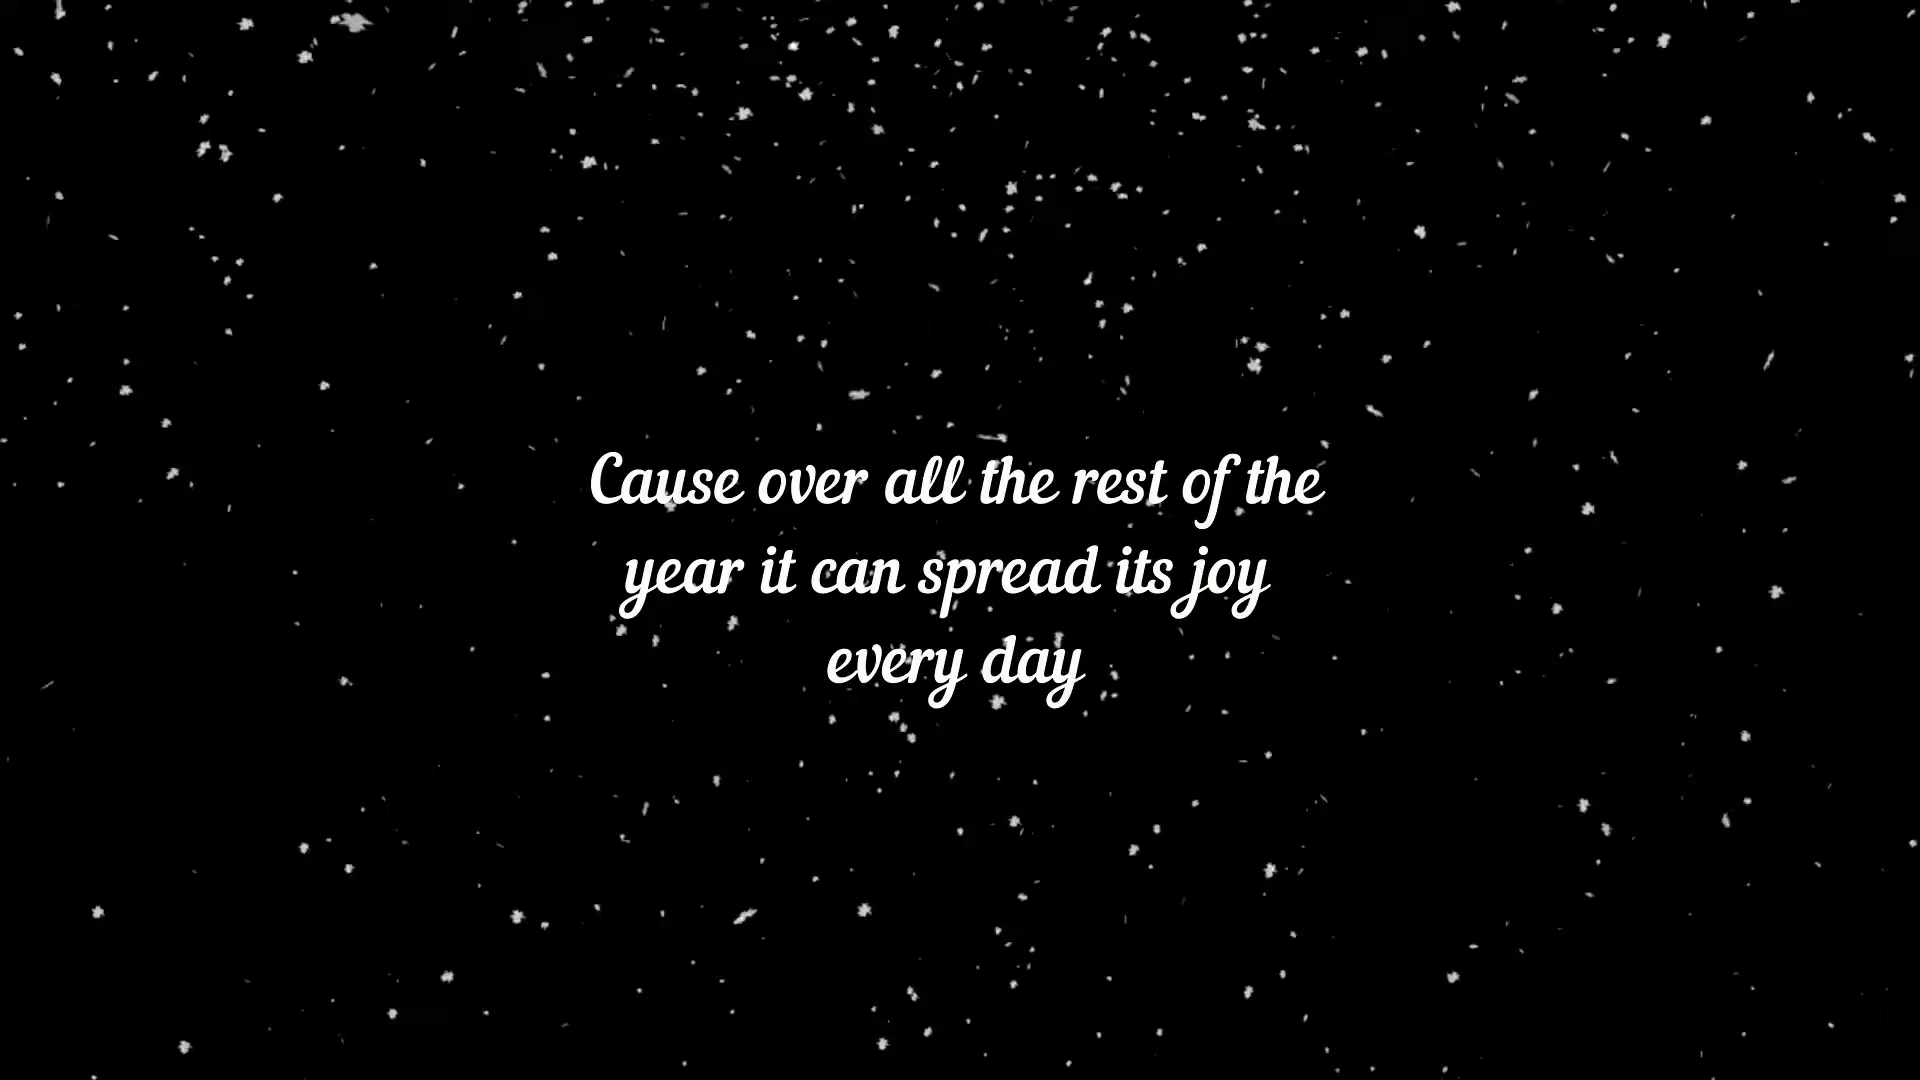 Cause over all the rest of the
year it can spread its joy
every day